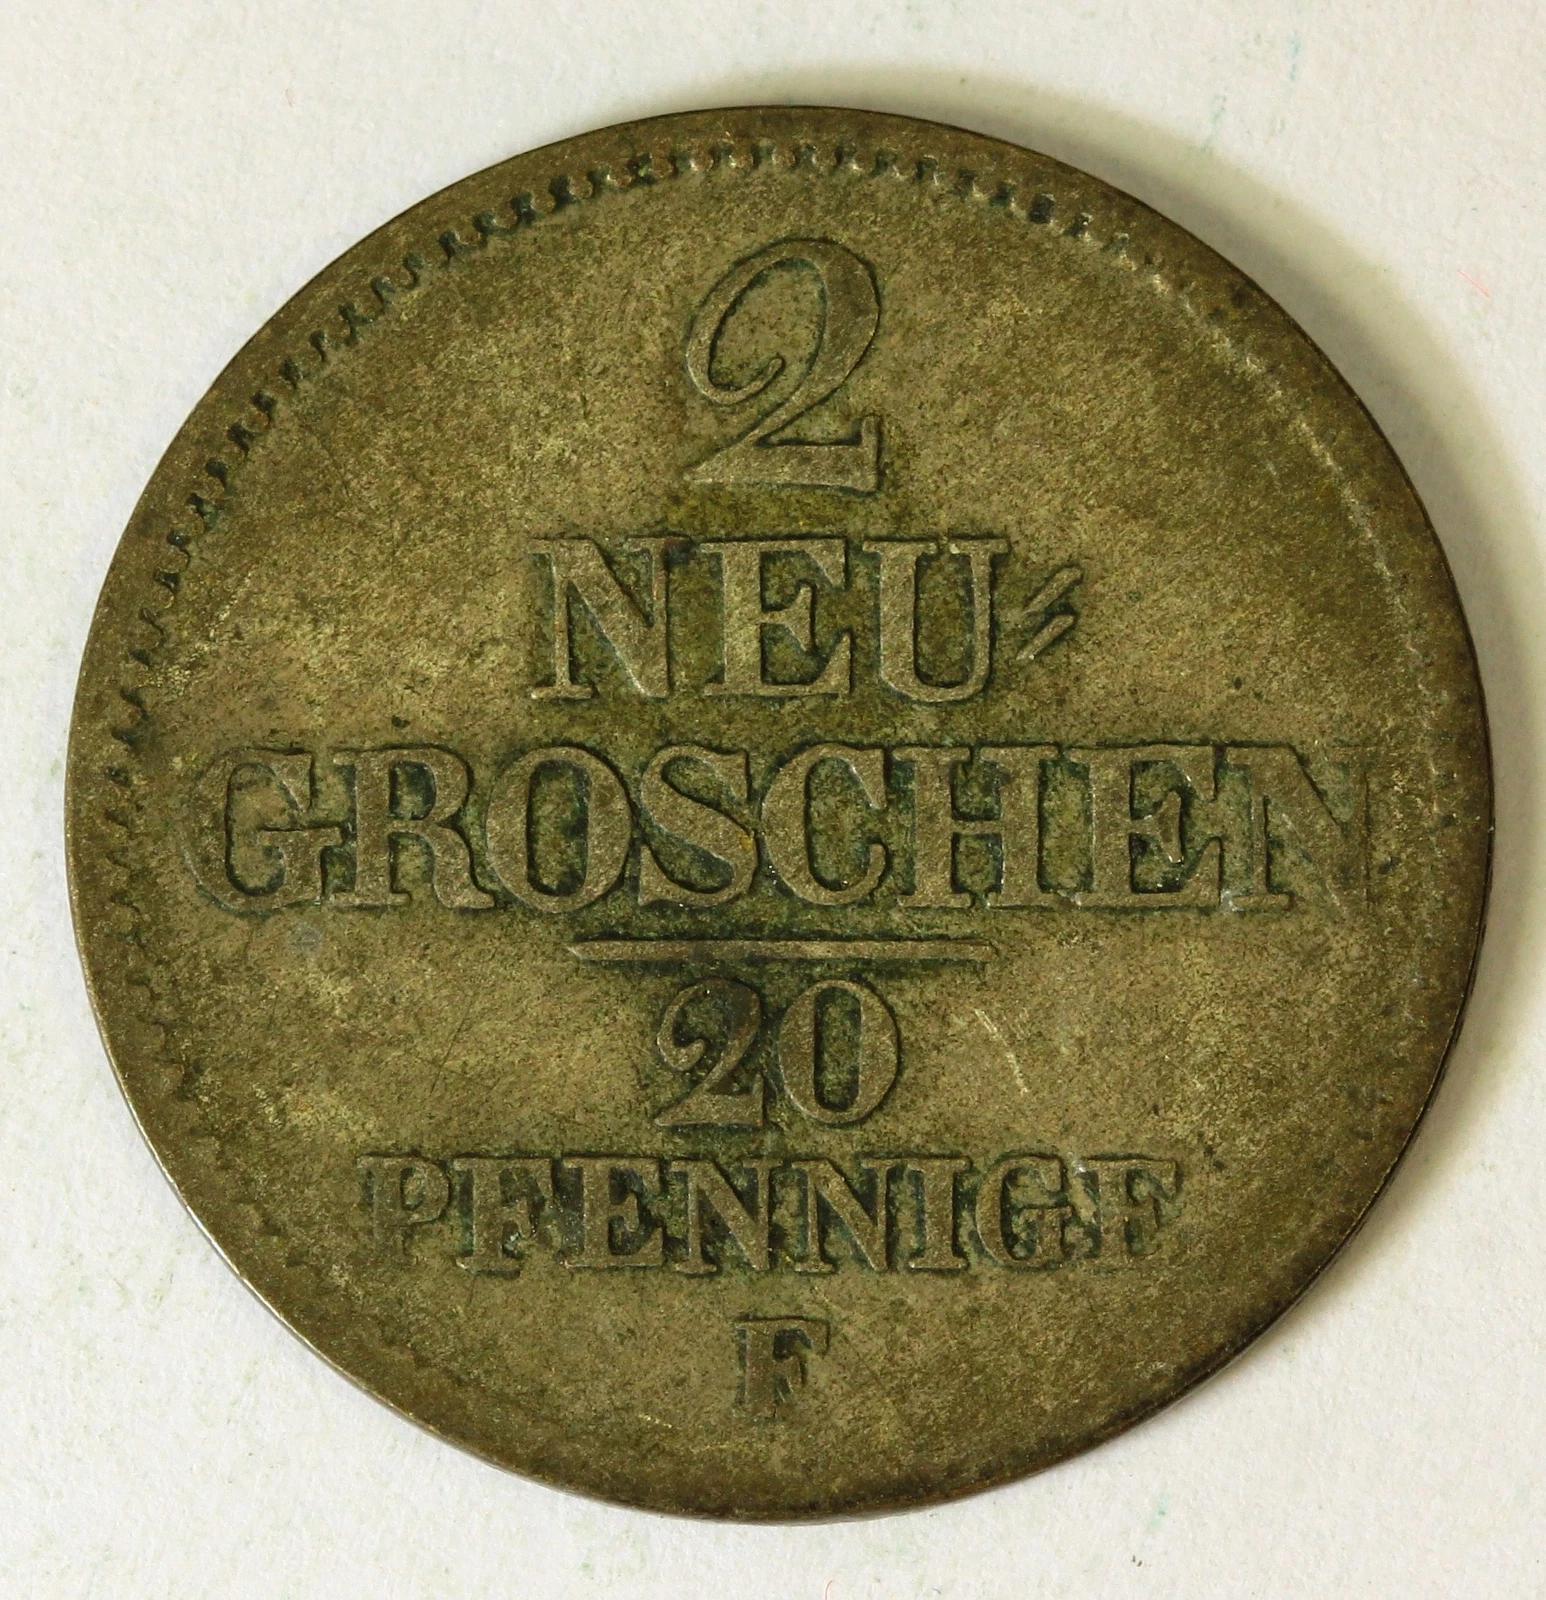 2
NEU-
GROSCHEN
20
PFENNIGE
F